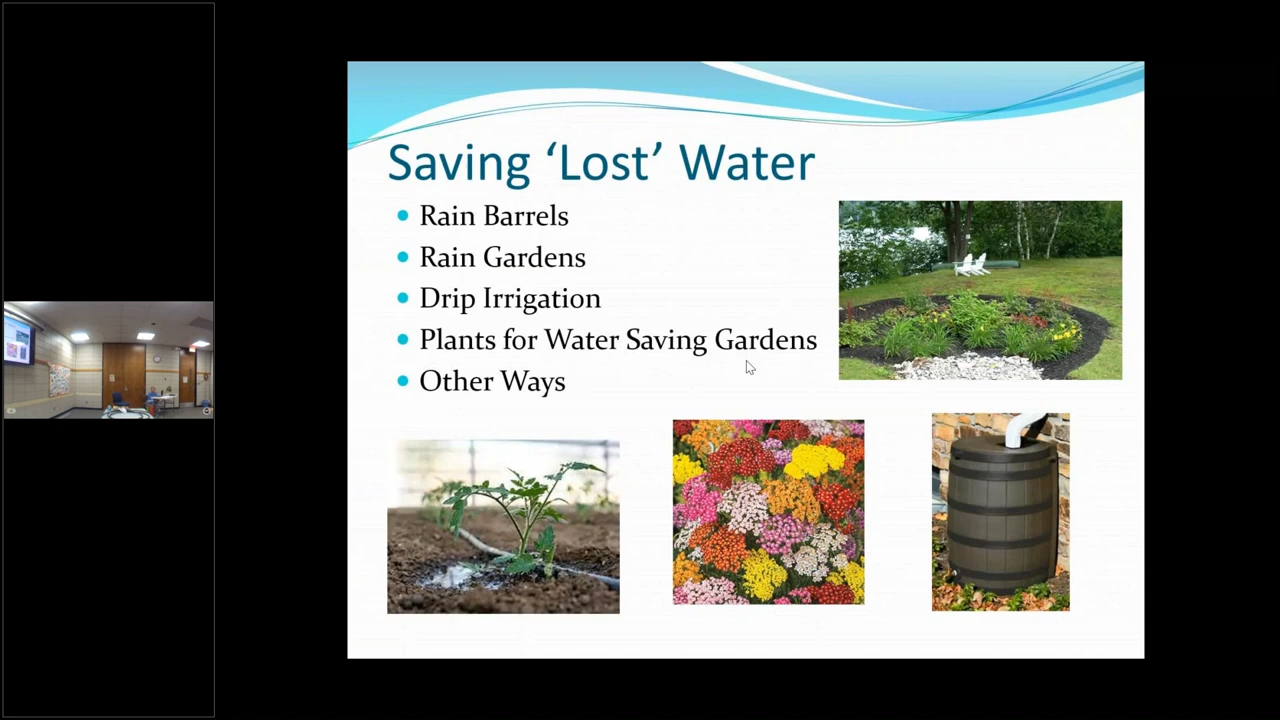 Saving ‘Lost’ Water
Rain Barrels
Rain Gardens
Drip Irrigation
Plants for Water Saving Gardens
Other Ways